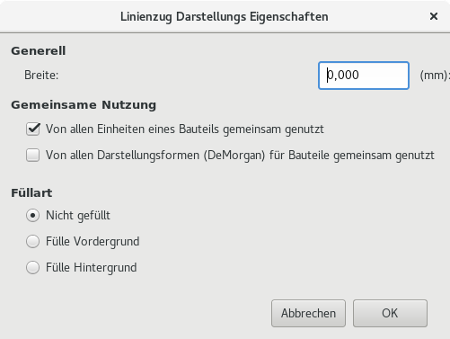 Linienzug Darstellungs Eigenschaften
Generell
Breite: 0,000 (mm):
Gemeinsame Nutzung
Von allen Einheiten eines Bauteils gemeinsam genutzt
Von allen Darstellungsformen (DeMorgan) für Bauteile gemeinsam genutzt
Füllart
Nicht gefüllt
Fülle Vordergrund
Fülle Hintergrund
Abbrechen OK